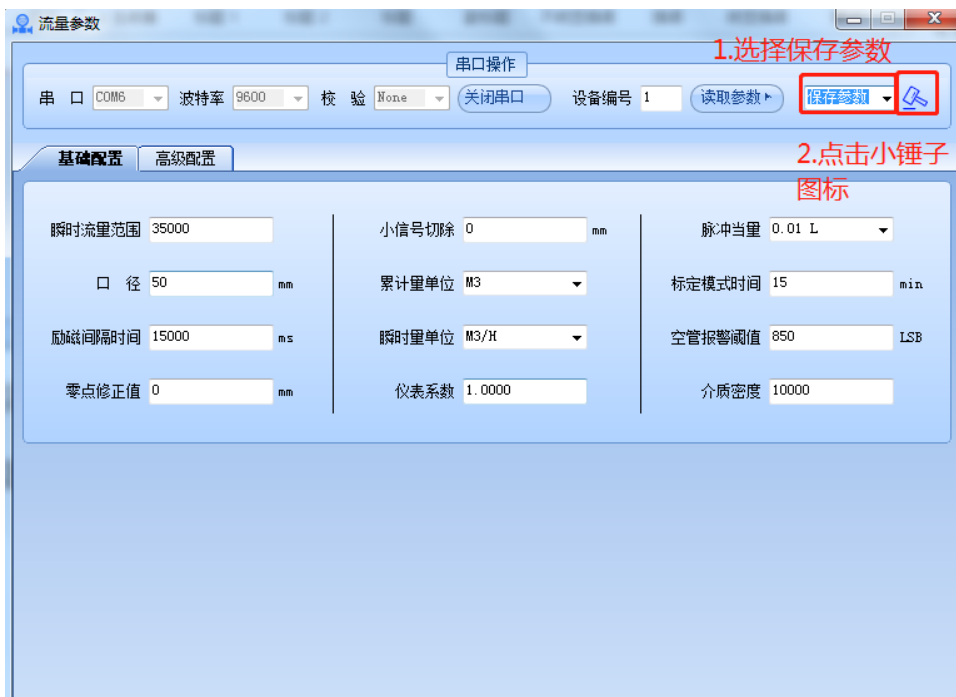 流量参数
1.选择保存参数
串口操作
串 口 COM6 波特率 9600 校 验 None 关闭串口 设备编号 1 读取参数 保存参数
基础配置 高级配置
2.点击小锤子
图标
瞬时流量范围 35000 小信号切除 0 mm 脉冲当量 0.01 L
口 径 50 mm 累计量单位 M3 标定模式时间 15 min
励磁间隔时间 15000 ms 瞬时量单位 M3/H 空管报警阈值 850 LSB
零点修正值 0 mm 仪表系数 1.0000 介质密度 10000